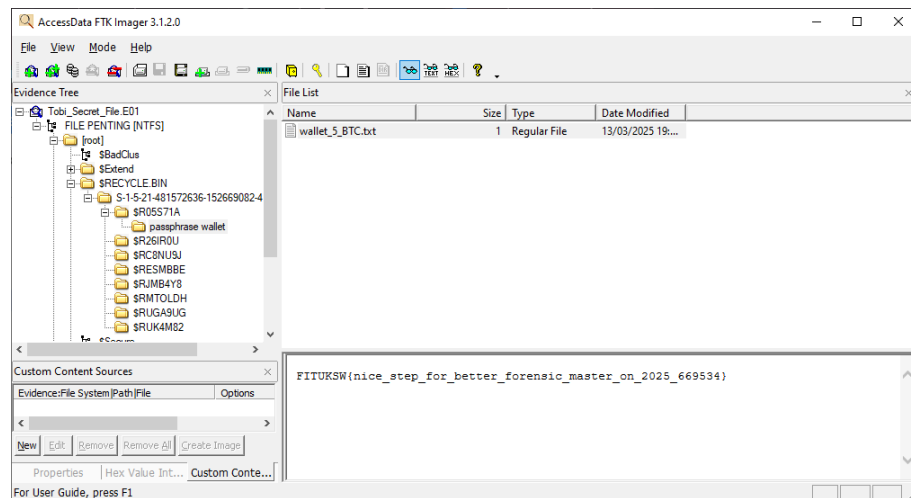 AccessData FTK Imager 3.1.2.0
File View Mode Help
Evidence Tree
Tobi_Secret_File.E01
FILE PENTING [NTFS]
[root]
$BadClus
$Extend
$RECYCLE.BIN
S-1-5-21-481572636-152669082-4
$R05S71A
passphrase wallet
$R26IR0U
$RC8NU9J
$RESMBBE
$RJMB4Y8
$RMTOLDH
$RUGA9UG
$RUK4M82
$Secure
File List
Name Size Type Date Modified
wallet_5_BTC.txt 1 Regular File 13/03/2025 19:...
FITUKSW{nice_step_for_better_forensic_master_on_2025_669534}
Custom Content Sources
Evidence:File System|Path|File Options
New Edit Remove Remove All Create Image
Properties Hex Value Int... Custom Conte...
For User Guide, press F1